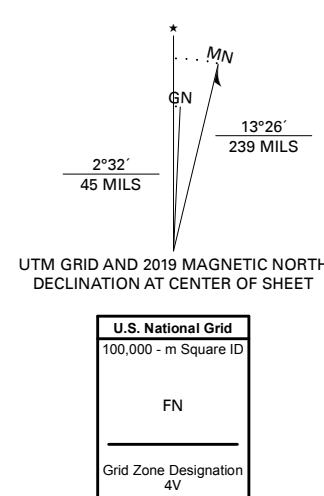 ★
MN
GN
13°26´
239 MILS
2°32´
45 MILS
UTM GRID AND 2019 MAGNETIC NORTH
DECLINATION AT CENTER OF SHEET
U.S. National Grid
100,000 - m Square ID
FN
Grid Zone Designation
4V